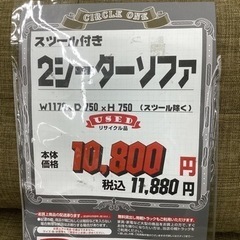 CIRCLE ONE
スツール付き
2シーターソファ
W1175×D 750×H 750 (スツール除く)
USED
リサイクル品
本体
価格
10,800円
税込 11,880円